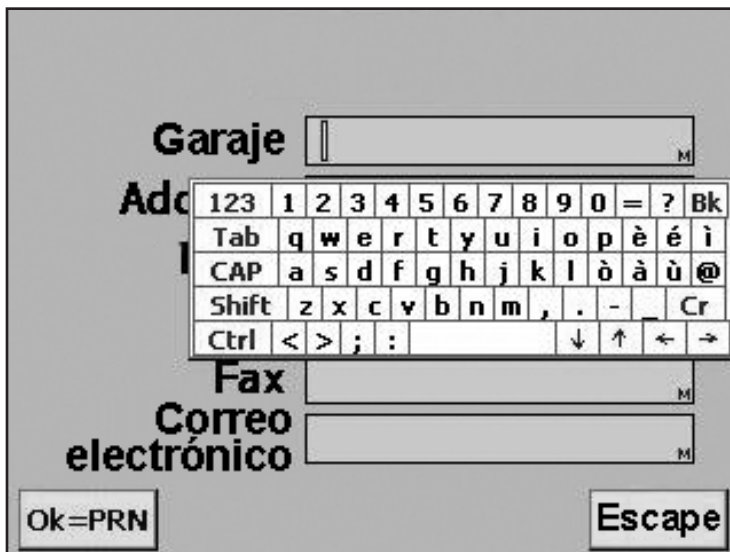 Garaje
M
Add
123 1 2 3 4 5 6 7 8 9 0 = ? Bk
Tab q w e r t y u i o p è é ì
CAP a s d f g h j k l ò à ù @
Shift z x c v b n m , . - _ Cr
Ctrl < > ; : ↓ ↑ ← →
Fax
M
Correo
electrónico
M
Ok=PRN
Escape